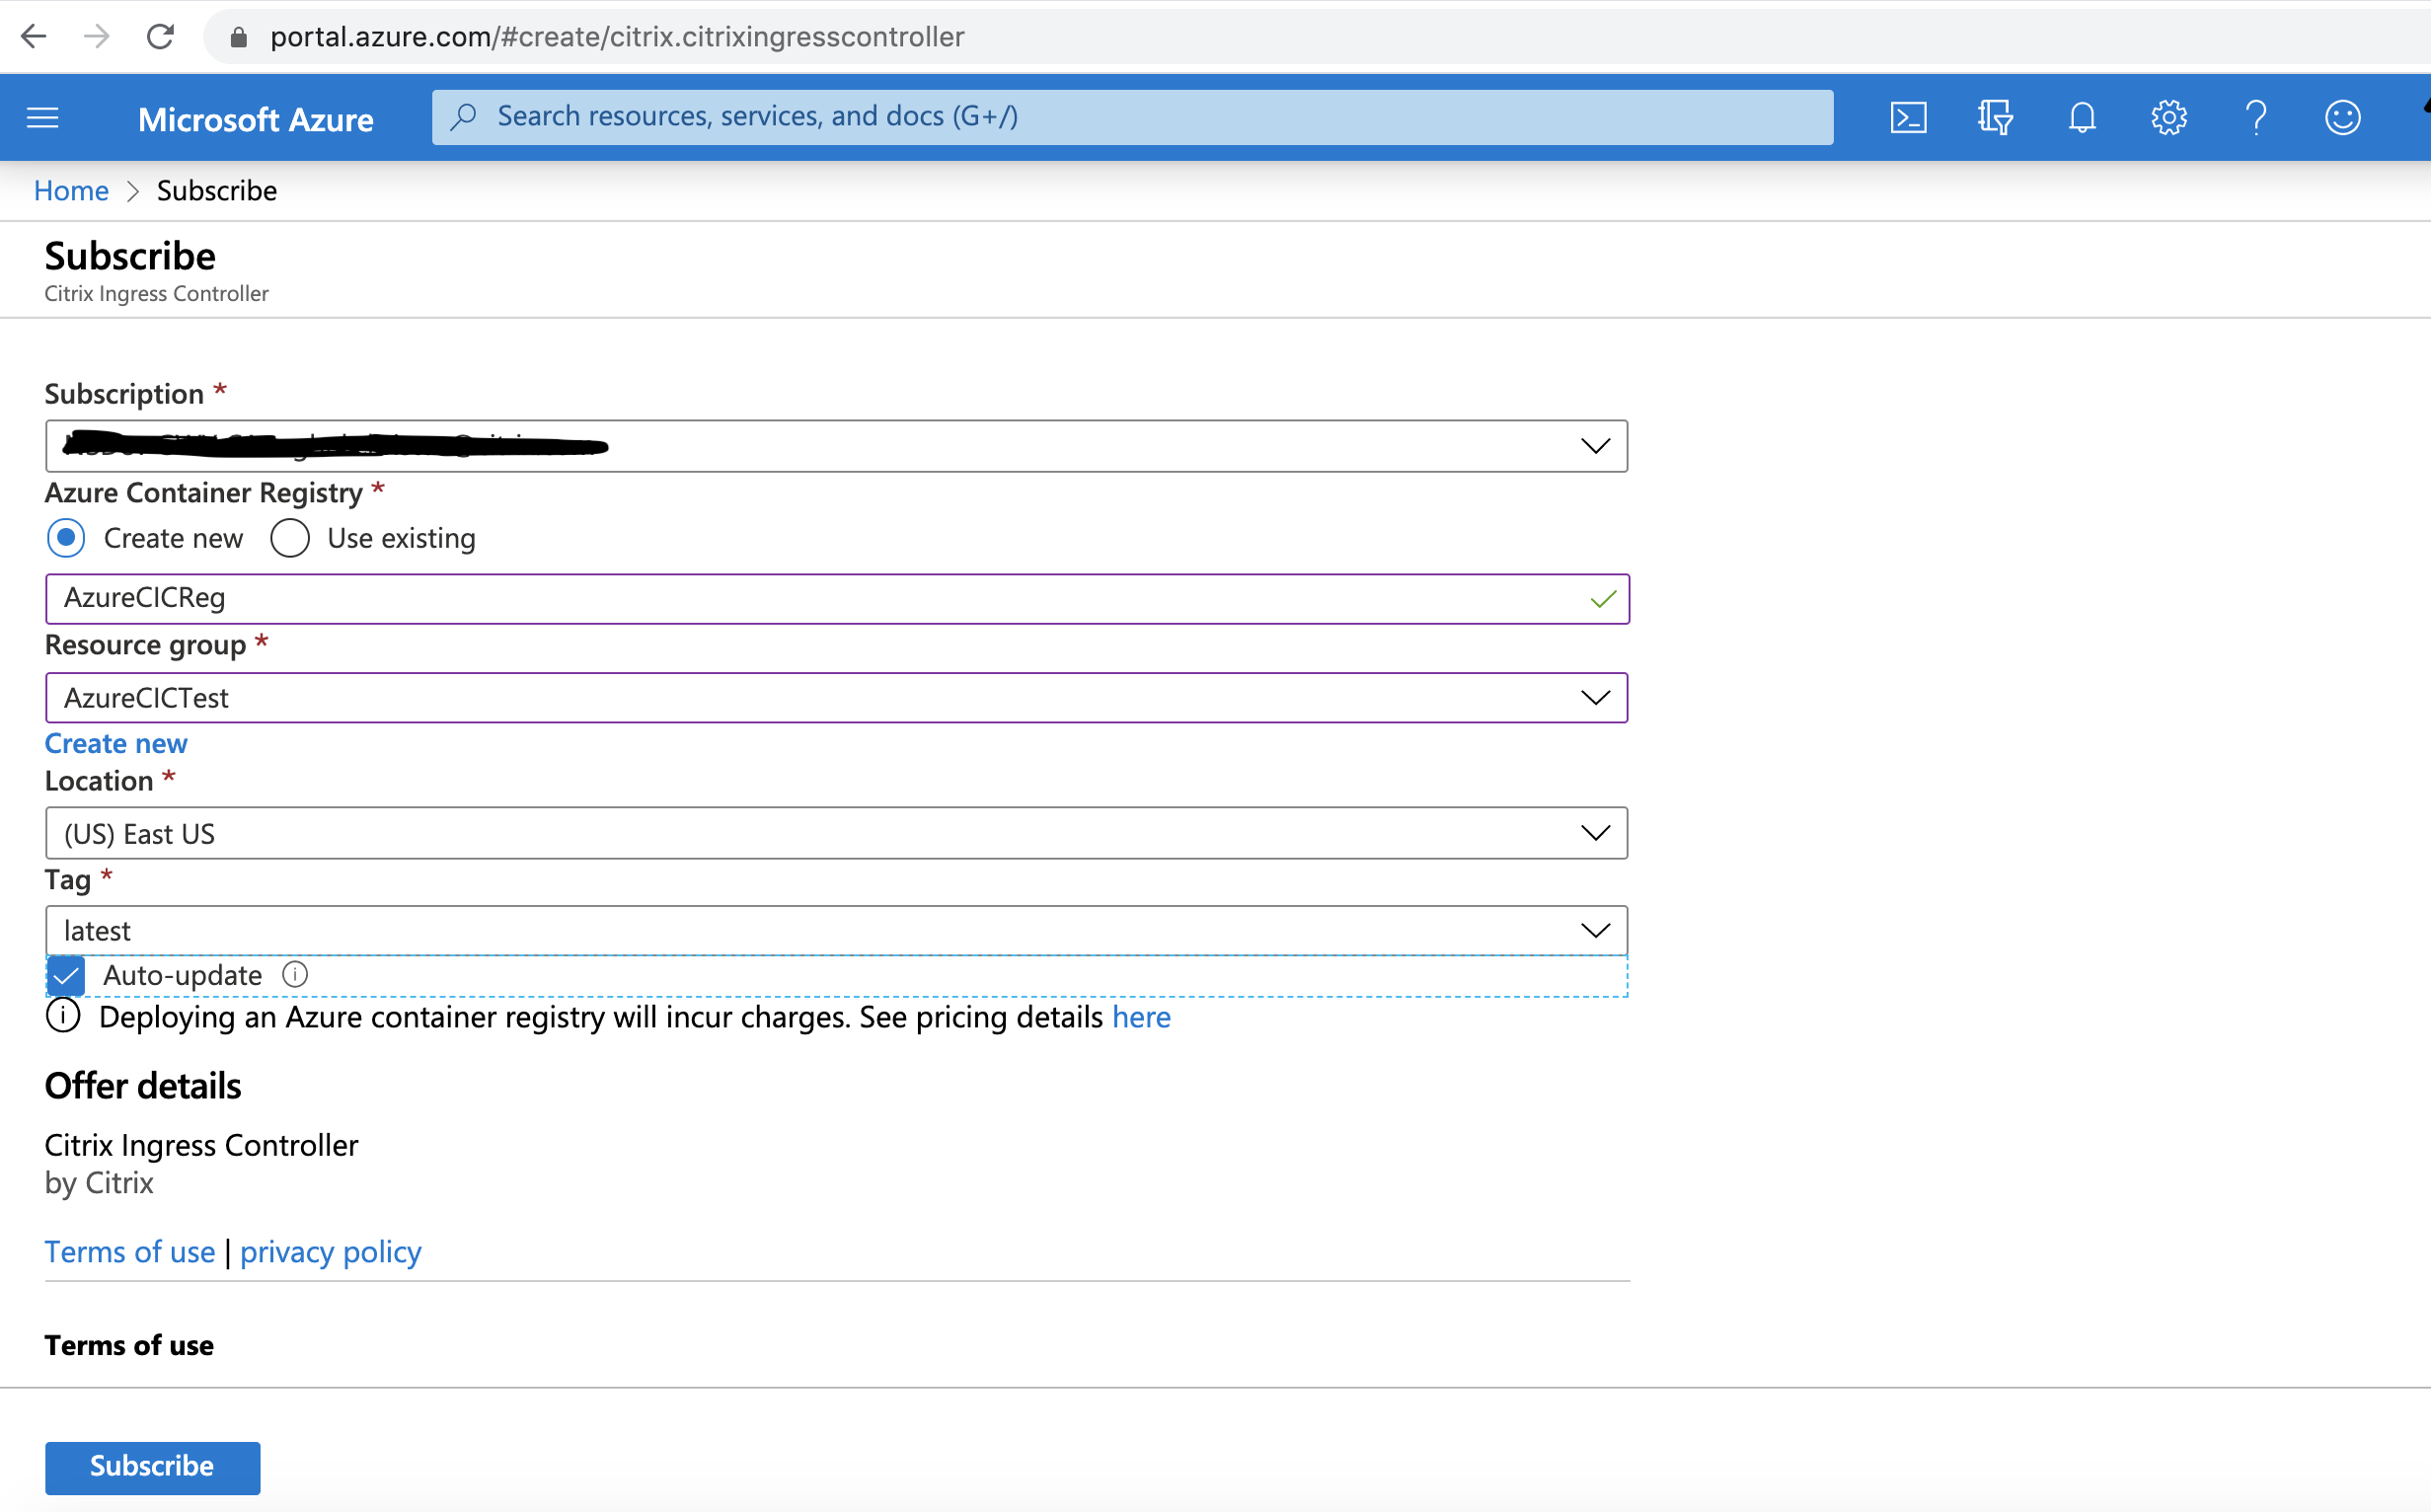 portal.azure.com/#create/citrix.citrixingresscontroller
Microsoft Azure
Search resources, services, and docs (G+/)
Home > Subscribe
Subscribe
Citrix Ingress Controller
Subscription *
Azure Container Registry *
Create new Use existing
AzureCICReg
Resource group *
AzureCICTest
Create new
Location *
(US) East US
Tag *
latest
Auto-update
Deploying an Azure container registry will incur charges. See pricing details here
Offer details
Citrix Ingress Controller
by Citrix
Terms of use | privacy policy
Terms of use
Subscribe